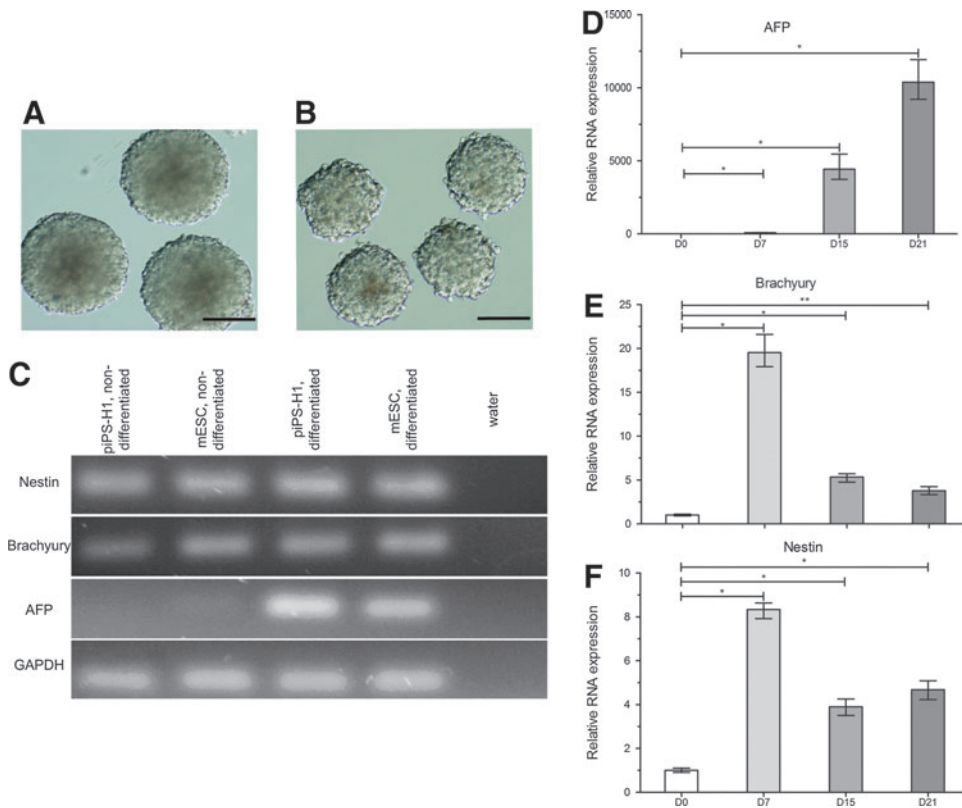 A
B
C
piPS-H1, non-
differentiated
mESC, non-
differentiated
piPS-H1,
differentiated
mESC,
differentiated
water
Nestin
Brachyury
AFP
GAPDH
D
AFP
Relative RNA expression
15000
10000
5000
0
*
*
*
D0
D7
D15
D21
E
Brachyury
Relative RNA expression
25
20
15
10
5
0
**
*
*
F
Nestin
Relative RNA expression
10
8
6
4
2
0
*
*
*
D0
D7
D15
D21